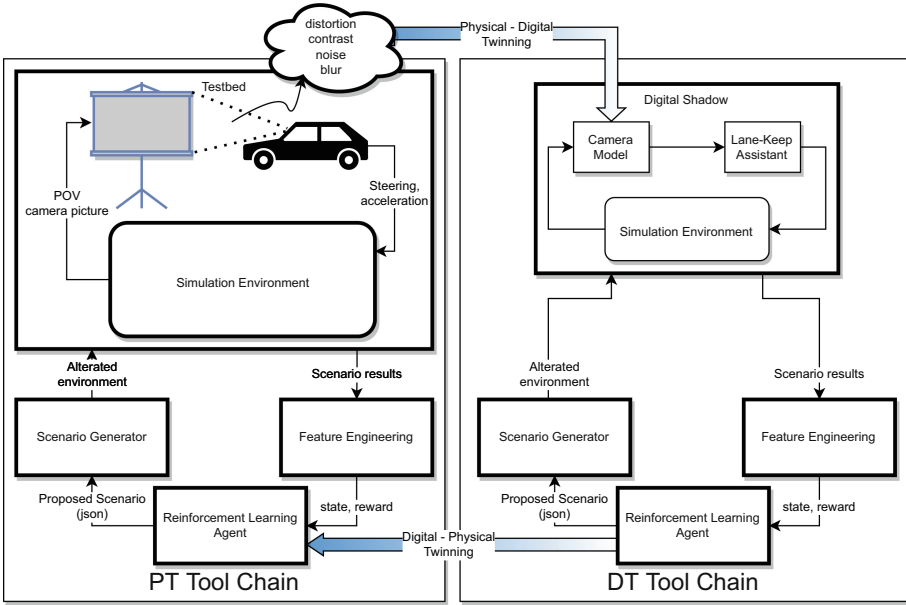 distortion
contrast
noise
blur
Physical - Digital
Twinning
Testbed
POV
camera picture
Steering,
acceleration
Simulation Environment
Alterated
environment
Scenario results
Scenario Generator
Feature Engineering
Proposed Scenario
(json)
state, reward
Reinforcement Learning
Agent
PT Tool Chain
Digital - Physical
Twinning
Digital Shadow
Camera
Model
Lane-Keep
Assistant
Simulation Environment
Alterated
environment
Scenario results
Scenario Generator
Feature Engineering
Proposed Scenario
(json)
state, reward
Reinforcement Learning
Agent
DT Tool Chain